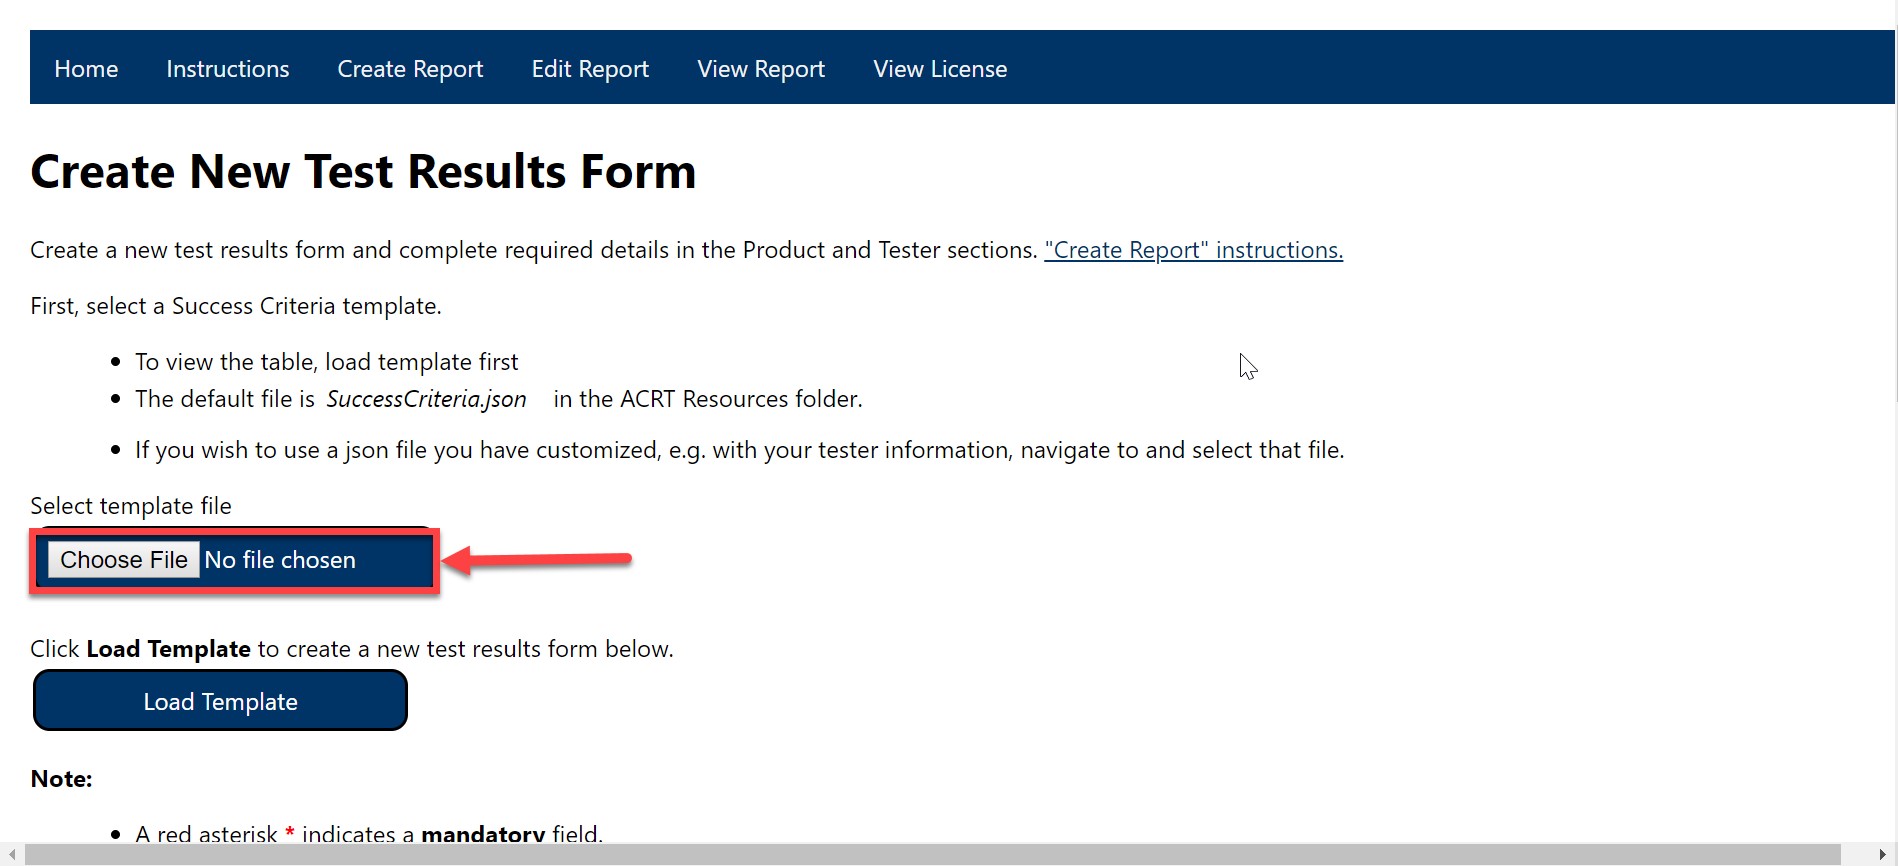 Home Instructions Create Report Edit Report View Report View License
Create New Test Results Form
Create a new test results form and complete required details in the Product and Tester sections. "Create Report" instructions.
First, select a Success Criteria template.
• To view the table, load template first
• The default file is SuccessCriteria.json in the ACRT Resources folder.
• If you wish to use a json file you have customized, e.g. with your tester information, navigate to and select that file.
Select template file
Choose File No file chosen
Click Load Template to create a new test results form below.
Load Template
Note:
• A red asterisk * indicates a mandatory field.